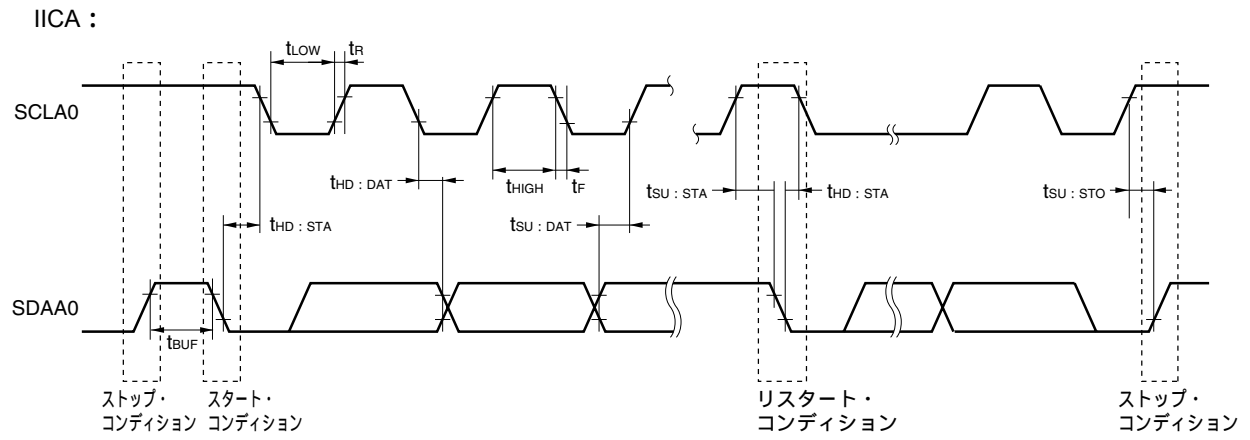 IICA：
tLOW
tR
SCLA0
tHD : DAT
tHIGH
tF
tSU : STA
tHD : STA
tSU : STO
tHD : STA
tSU : DAT
SDAA0
tBUF
ストップ・
コンディション
スタート・
コンディション
リスタート・
コンディション
ストップ・
コンディション